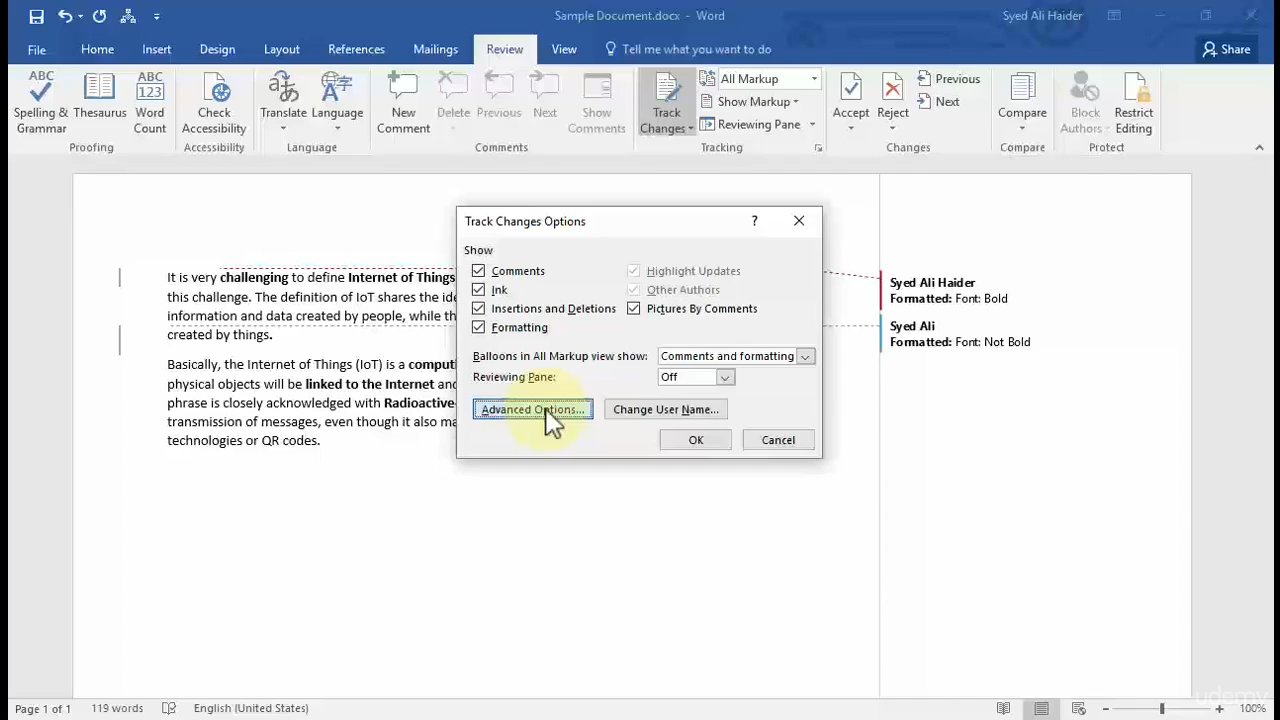 Sample Document.docx - Word
Syed Ali Haider
File Home Insert Design Layout References Mailings Review View Tell me what you want to do Share
ABC
Spelling & Grammar
Thesaurus
ABC
123
Word Count
Check Accessibility
Translate
Language
New Comment
Delete
Previous
Next
Show Comments
Track Changes
All Markup
Show Markup
Reviewing Pane
Accept
Reject
Previous
Next
Compare
Block Authors
Restrict Editing
Proofing
Accessibility
Language
Comments
Tracking
Changes
Compare
Protect
Track Changes Options
?
Show
Comments
Highlight Updates
Ink
Other Authors
Insertions and Deletions
Pictures By Comments
Formatting
Balloons in All Markup view show: Comments and formatting
Reviewing Pane: Off
Advanced Options...
Change User Name...
OK
Cancel
It is very challenging to define Internet of Things
this challenge. The definition of IoT shares the ide
information and data created by people, while th
created by things.
Basically, the Internet of Things (IoT) is a comput
physical objects will be linked to the Internet and
phrase is closely acknowledged with Radioactive-
transmission of messages, even though it also ma
technologies or QR codes.
Syed Ali Haider
Formatted: Font: Bold
Syed Ali
Formatted: Font: Not Bold
udemy
Page 1 of 1
119 words
English (United States)
100%